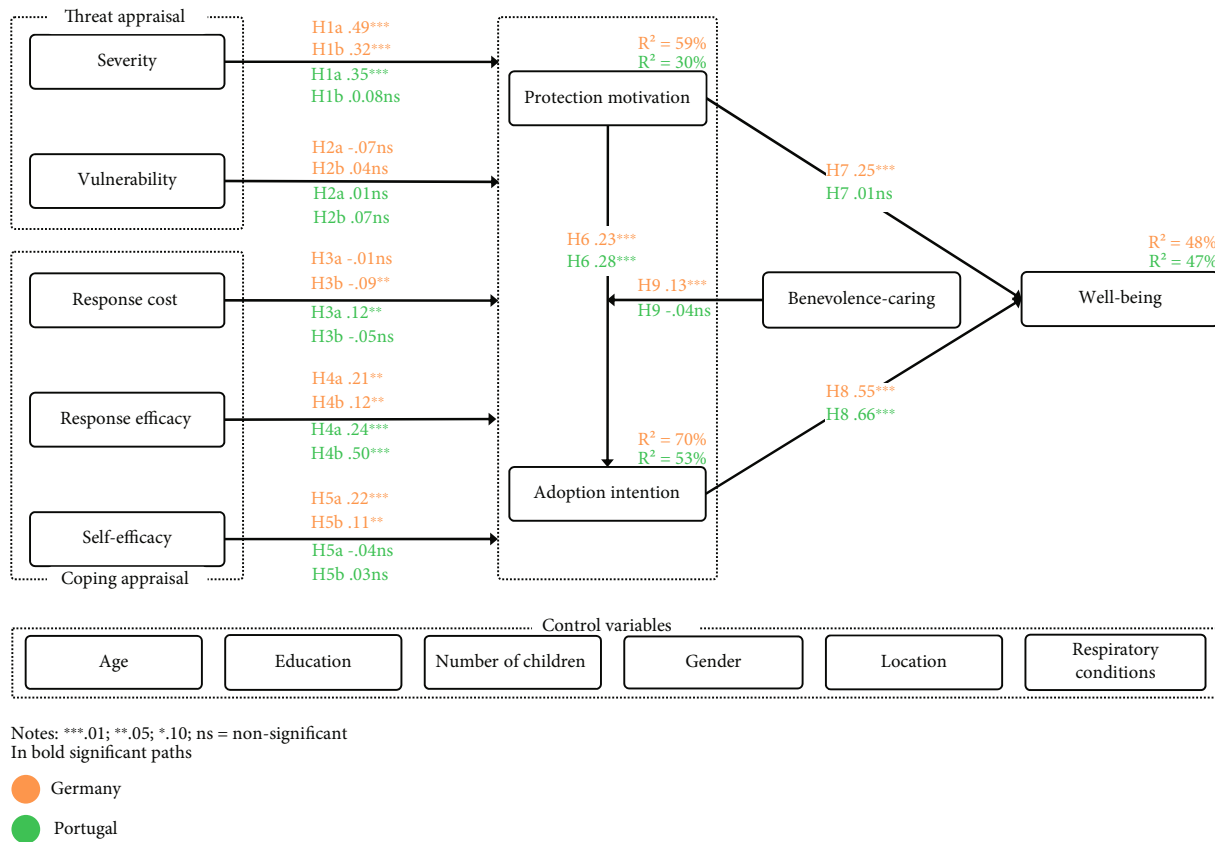 Threat appraisal
Severity
H1a .49***
H1b .32***
H1a .35***
H1b .0.08ns
Vulnerability
H2a -.07ns
H2b .04ns
H2a .01ns
H2b .07ns
Response cost
H3a -.01ns
H3b -.09**
H3a .12**
H3b -.05ns
Response efficacy
H4a .21**
H4b .12**
H4a .24***
H4b .50***
Self-efficacy
H5a .22***
H5b .11**
H5a -.04ns
H5b .03ns
Coping appraisal
R² = 59%
R² = 30%
Protection motivation
H6 .23***
H6 .28***
H9 .13***
H9 -.04ns
Benevolence-caring
R² = 70%
R² = 53%
Adoption intention
H7 .25***
H7 .01ns
H8 .55***
H8 .66***
R² = 48%
R² = 47%
Well-being
Control variables
Age
Education
Number of children
Gender
Location
Respiratory
conditions
Notes: ***.01; **.05; *.10; ns = non-significant
In bold significant paths
Germany
Portugal